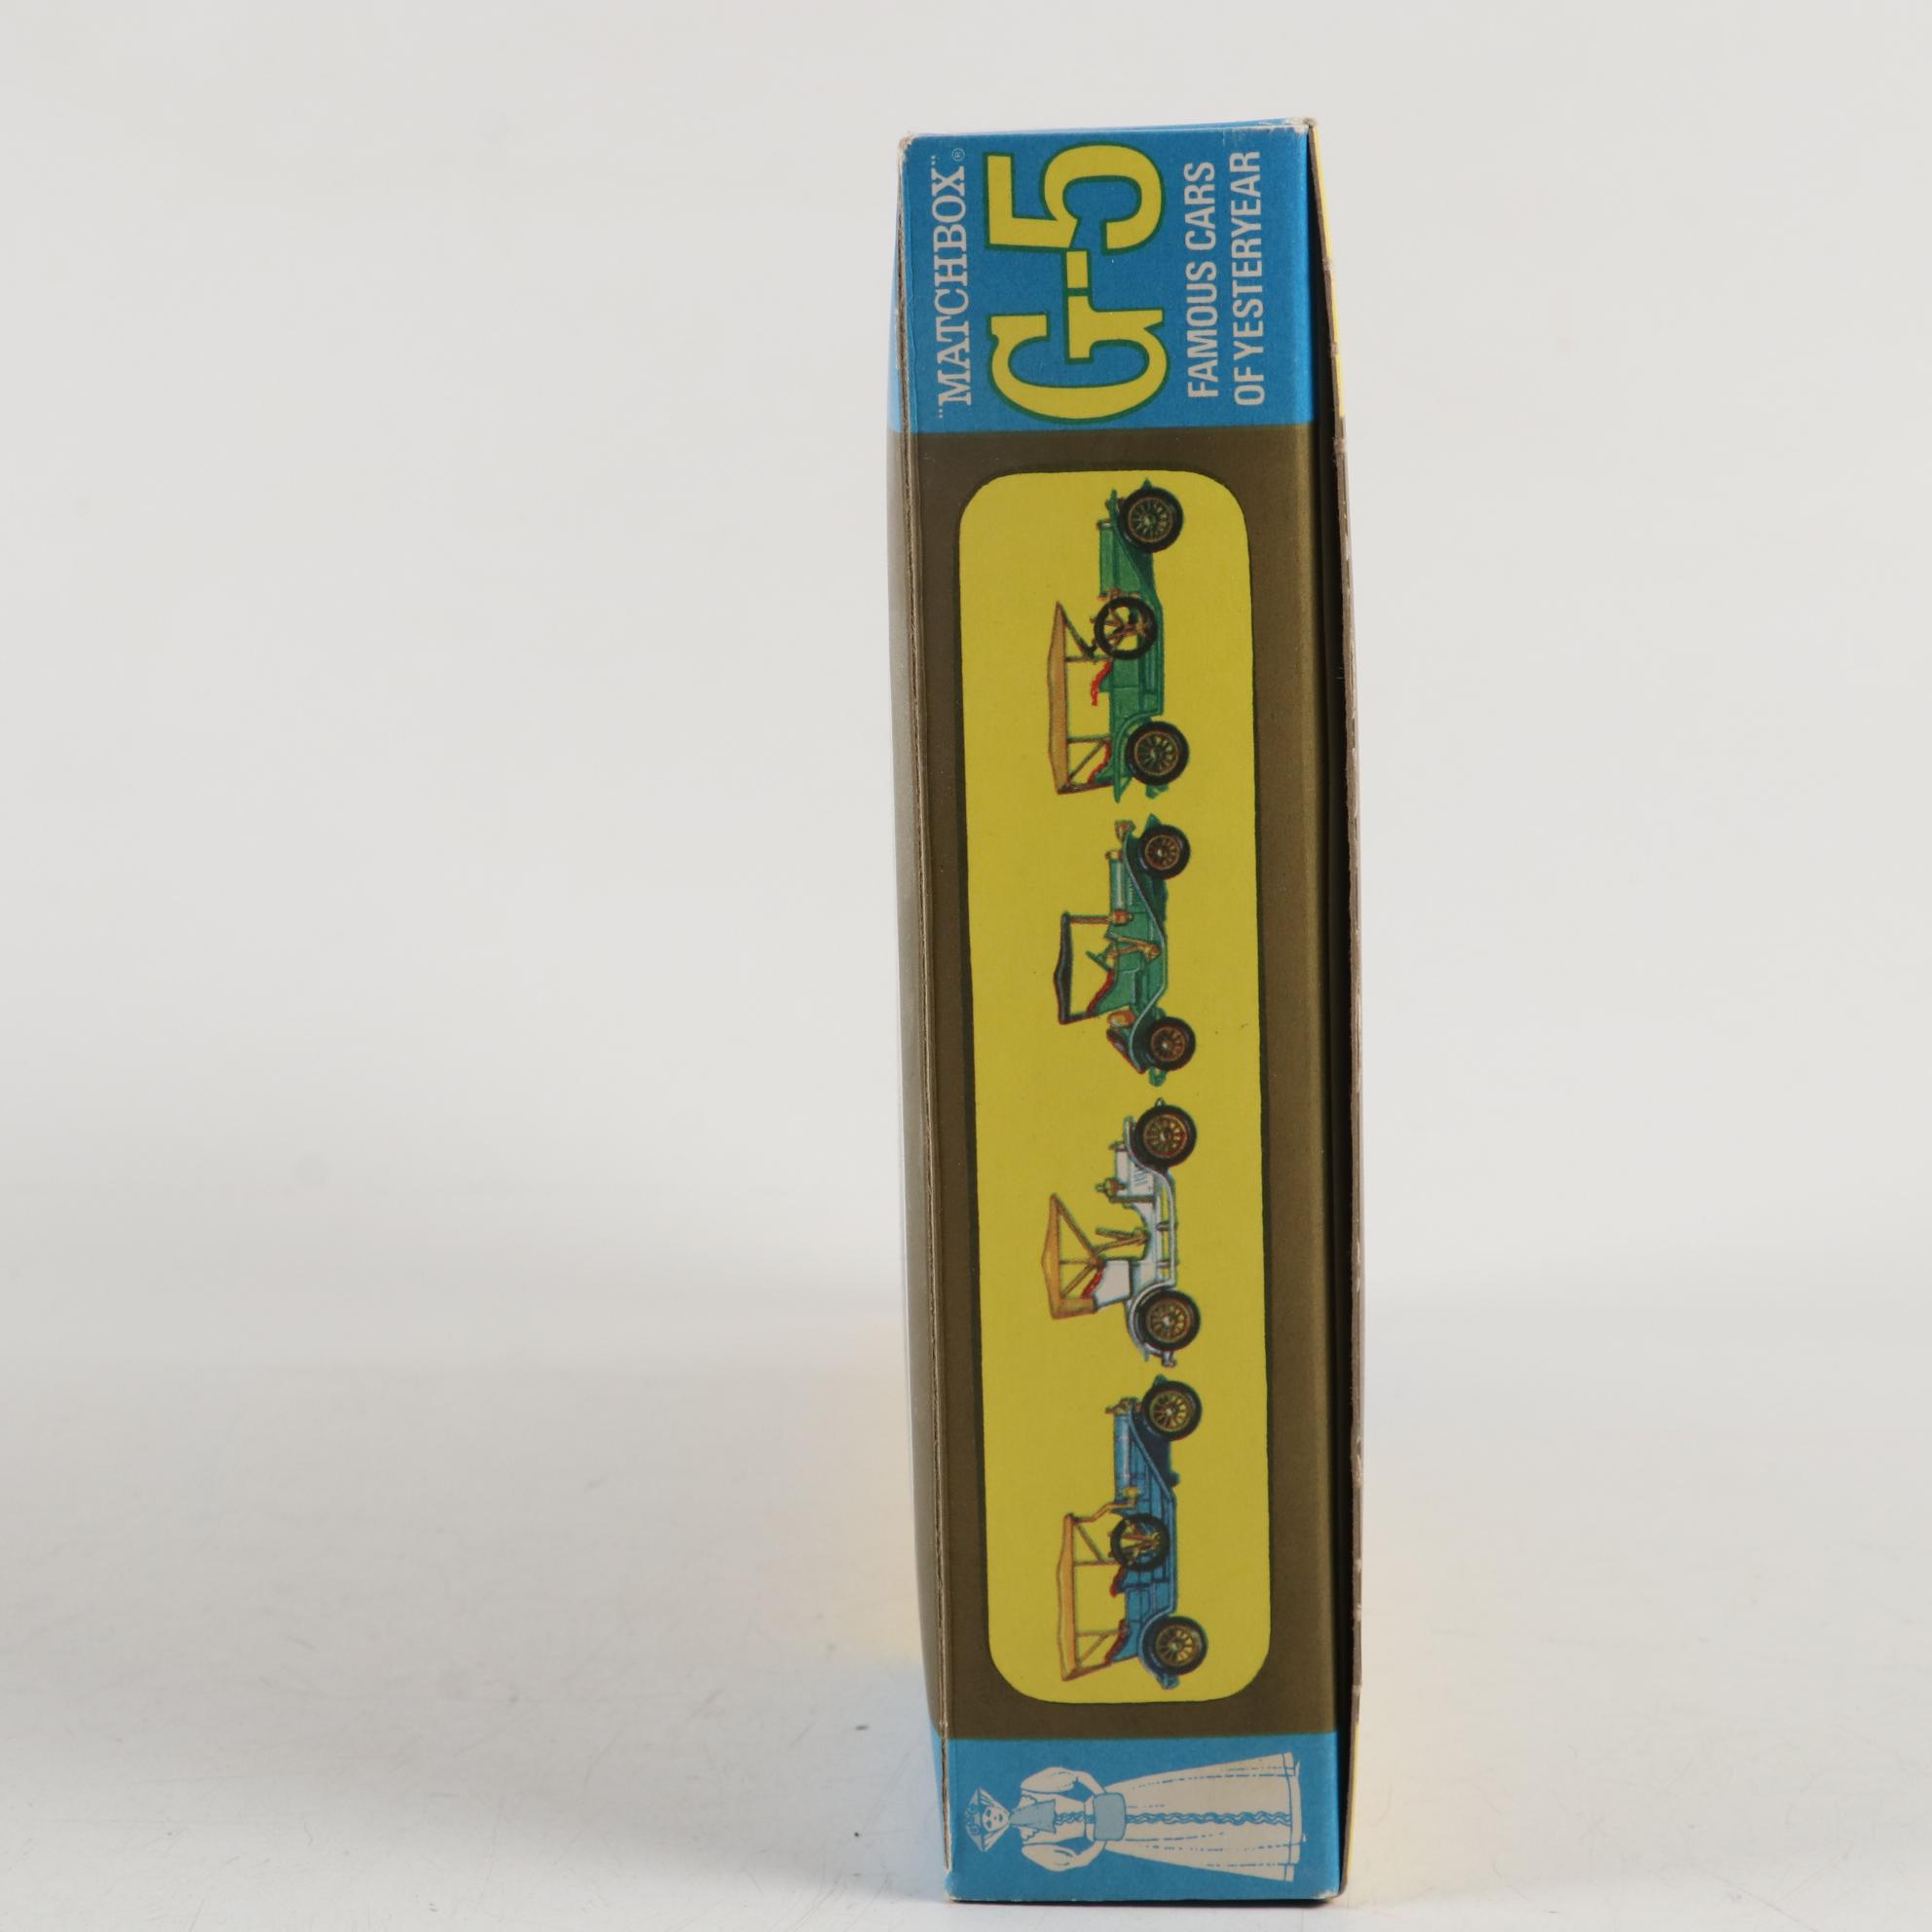 "MATCHBOX"®
G-5
FAMOUS CARS
OF YESTERYEAR